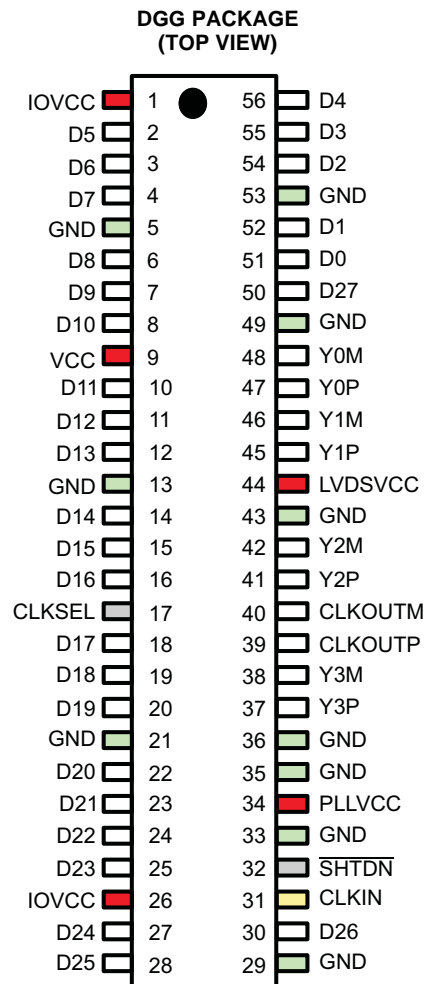 DGG PACKAGE
(TOP VIEW)
IOVCC 1 56 D4
D5 2 55 D3
D6 3 54 D2
D7 4 53 GND
GND 5 52 D1
D8 6 51 D0
D9 7 50 D27
D10 8 49 GND
VCC 9 48 Y0M
D11 10 47 Y0P
D12 11 46 Y1M
D13 12 45 Y1P
GND 13 44 LVDSVCC
D14 14 43 GND
D15 15 42 Y2M
D16 16 41 Y2P
CLKSEL 17 40 CLKOUTM
D17 18 39 CLKOUTP
D18 19 38 Y3M
D19 20 37 Y3P
GND 21 36 GND
D20 22 35 GND
D21 23 34 PLLVCC
D22 24 33 GND
D23 25 32 SHTDN
IOVCC 26 31 CLKIN
D24 27 30 D26
D25 28 29 GND